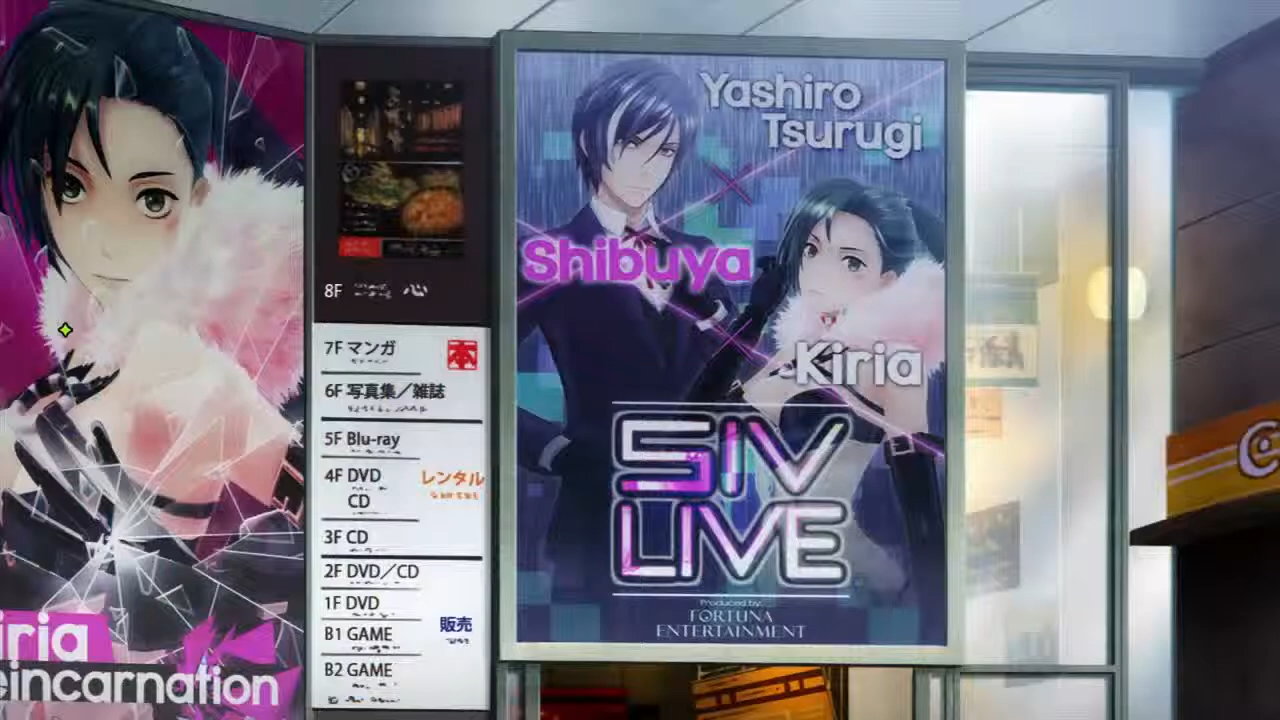 iria
eincarnation
8F 心
7F マンガ
本
6F 写真集／雑誌
5F Blu-ray
4F DVD
CD
レンタル
3F CD
2F DVD／CD
1F DVD
販売
B1 GAME
B2 GAME
Yashiro
Tsurugi
×
Shibuya
×
Kiria
SIV
LIVE
Produced by
FORTUNA
ENTERTAINMENT